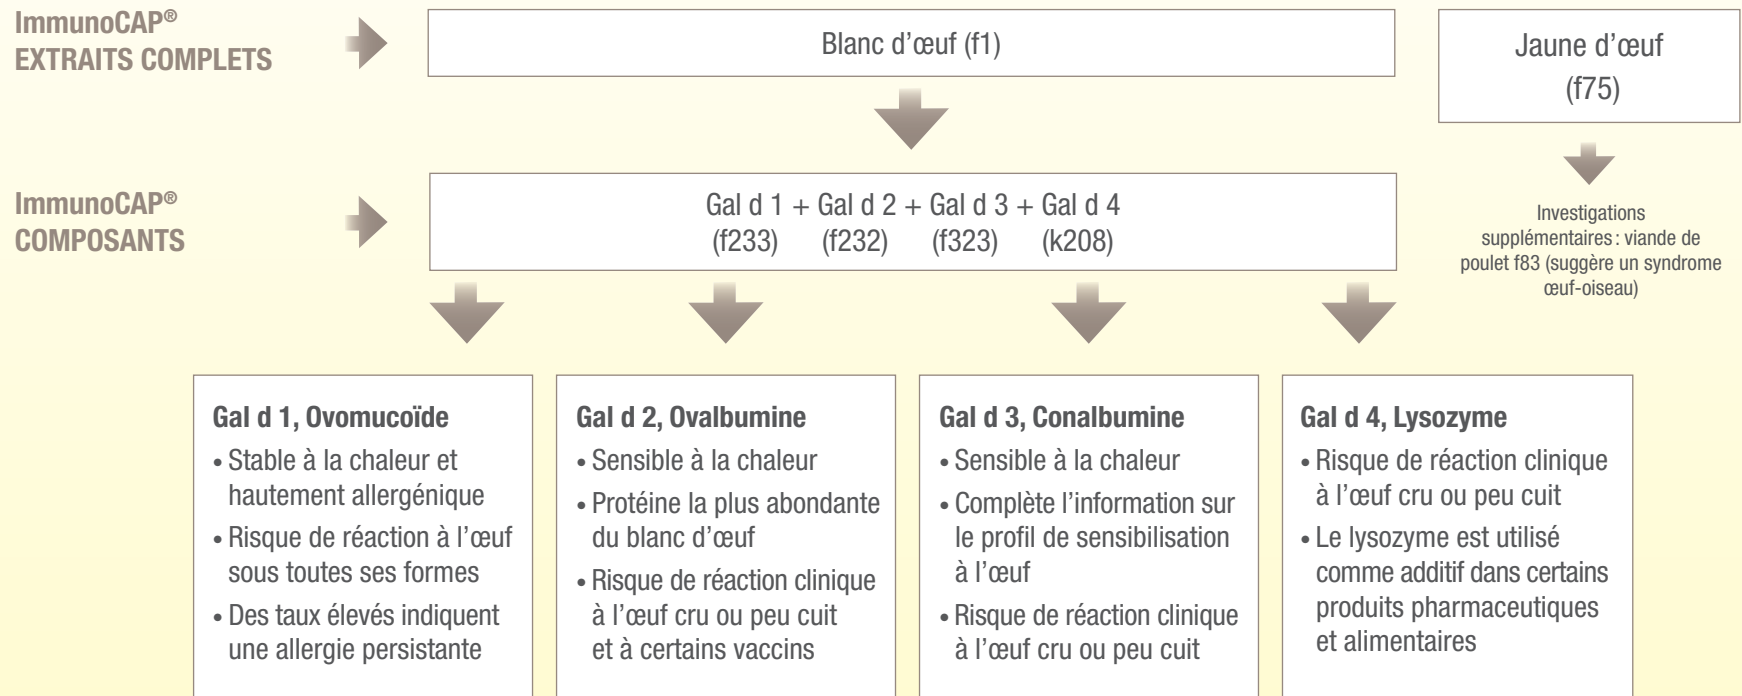 ImmunoCAP®
EXTRAITS COMPLETS
Blanc d’œuf (f1)
Jaune d’œuf
(f75)
ImmunoCAP®
COMPOSANTS
Gal d 1 + Gal d 2 + Gal d 3 + Gal d 4
(f233) (f232) (f323) (k208)
Investigations
supplémentaires : viande de
poulet f83 (suggère un syndrome
œuf-oiseau)
Gal d 1, Ovomucoïde
• Stable à la chaleur et
hautement allergénique
• Risque de réaction à l’œuf
sous toutes ses formes
• Des taux élevés indiquent
une allergie persistante
Gal d 2, Ovalbumine
• Sensible à la chaleur
• Protéine la plus abondante
du blanc d’œuf
• Risque de réaction clinique
à l’œuf cru ou peu cuit
et à certains vaccins
Gal d 3, Conalbumine
• Sensible à la chaleur
• Complète l’information sur
le profil de sensibilisation
à l’œuf
• Risque de réaction clinique
à l’œuf cru ou peu cuit
Gal d 4, Lysozyme
• Risque de réaction clinique
à l’œuf cru ou peu cuit
• Le lysozyme est utilisé
comme additif dans certains
produits pharmaceutiques
et alimentaires